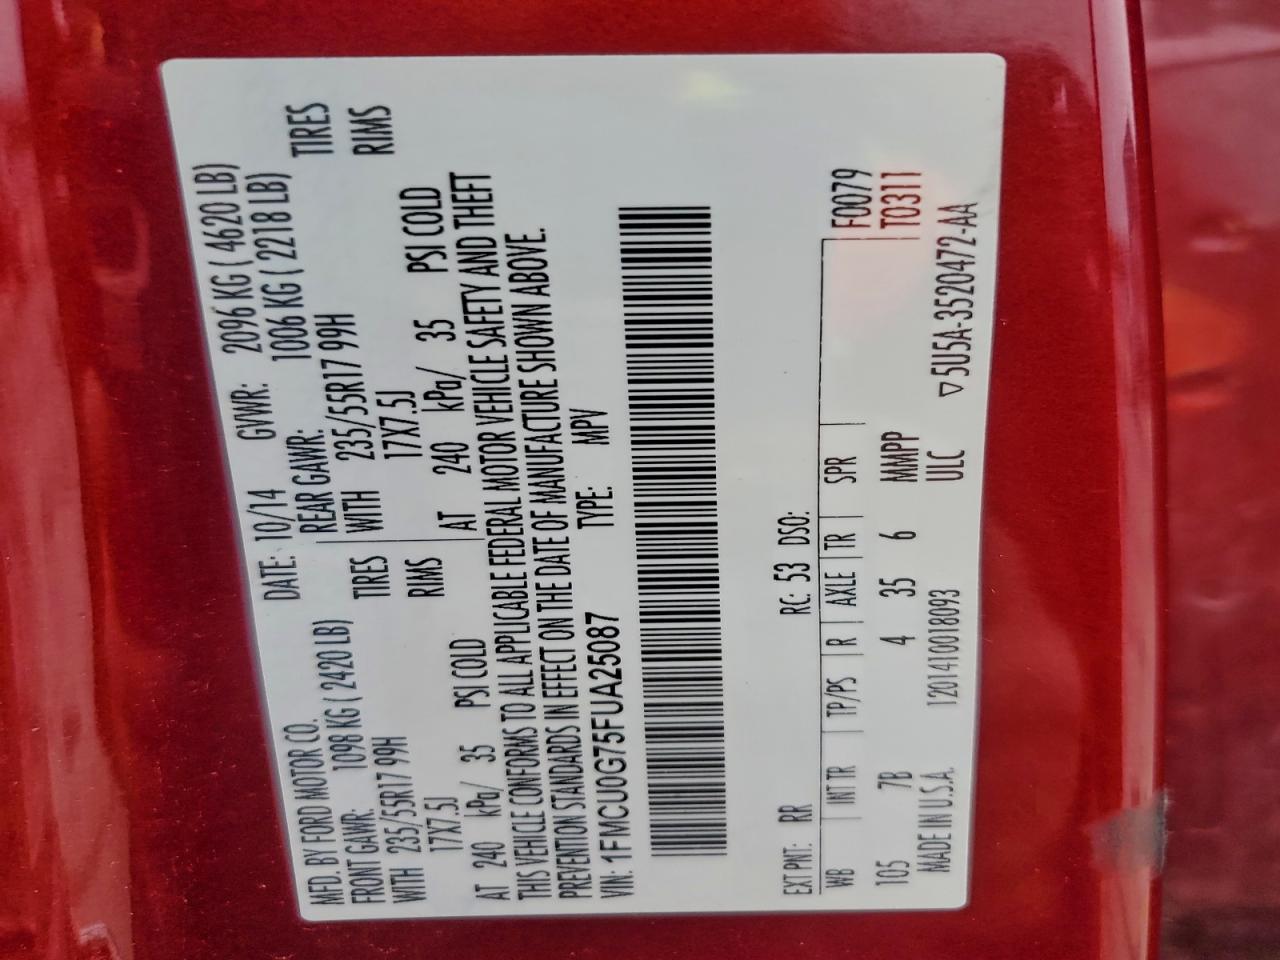 MFD. BY FORD MOTOR CO. DATE: 10/14 GVWR: 2096 KG ( 4620 LB)
FRONT GAWR: 1098 KG ( 2420 LB) REAR GAWR: 1006 KG ( 2218 LB)
WITH 235/55R17 99H TIRES WITH 235/55R17 99H TIRES
17X7.5J RIMS 17X7.5J RIMS
AT 240 kPa/ 35 PSI COLD AT 240 kPa/ 35 PSI COLD
THIS VEHICLE CONFORMS TO ALL APPLICABLE FEDERAL MOTOR VEHICLE SAFETY AND THEFT
PREVENTION STANDARDS IN EFFECT ON THE DATE OF MANUFACTURE SHOWN ABOVE.
VIN: 1FMCU0G75FUA25087 TYPE: MPV
EXT PNT: RR RC: 53 DSO:
WB INT TR TP/PS R AXLE TR SPR F0079
105 7B 4 35 6 MMPP T0311
MADE IN U.S.A. 1201410018093 ULC ▽5U5A-3520472-AA